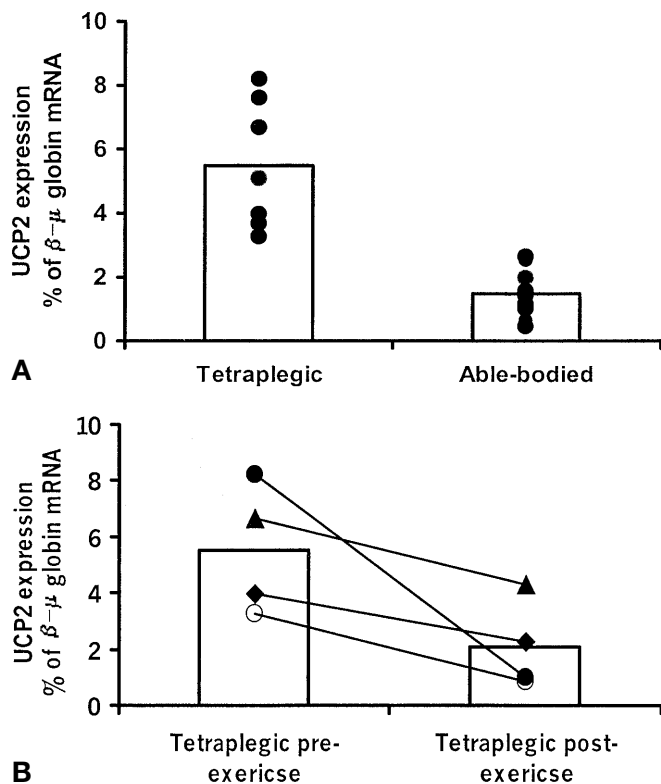 10
8
6
4
2
0
UCP2 expression
% of β–μ globin mRNA
Tetraplegic
Able-bodied
A
10
8
6
4
2
0
UCP2 expression
% of β–μ globin mRNA
Tetraplegic pre-
exericse
Tetraplegic post-
exericse
B